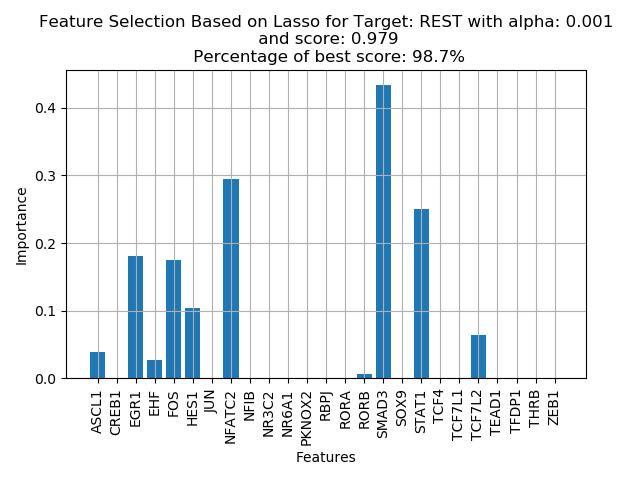 Feature Selection Based on Lasso for Target: REST with alpha: 0.001
and score: 0.979
Percentage of best score: 98.7%
Importance
0.4
0.3
0.2
0.1
0.0
ASCL1
CREB1
EGR1
EHF
FOS
HES1
JUN
NFATC2
NFIB
NR3C2
NR6A1
PKNOX2
RBPJ
RORA
RORB
SMAD3
SOX9
STAT1
TCF4
TCF7L1
TCF7L2
TEAD1
TFDP1
THRB
ZEB1
Features